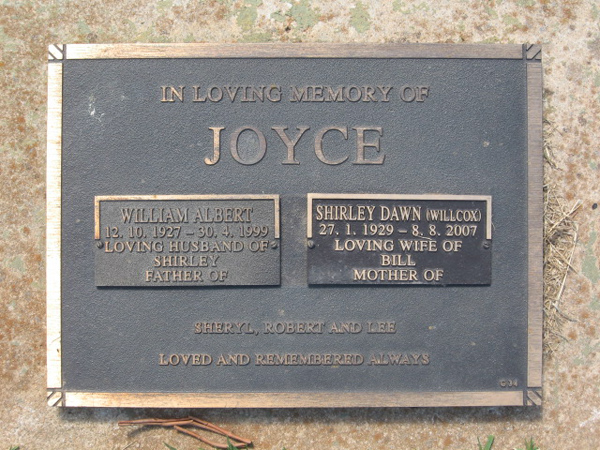 IN LOVING MEMORY OF
JOYCE
WILLIAM ALBERT
12. 10. 1927 - 30. 4. 1999
LOVING HUSBAND OF
SHIRLEY
FATHER OF
SHIRLEY DAWN (WILLCOX)
27. 1. 1929 - 8. 8. 2007
LOVING WIFE OF
BILL
MOTHER OF
SHERYL, ROBERT AND LEE
LOVED AND REMEMBERED ALWAYS